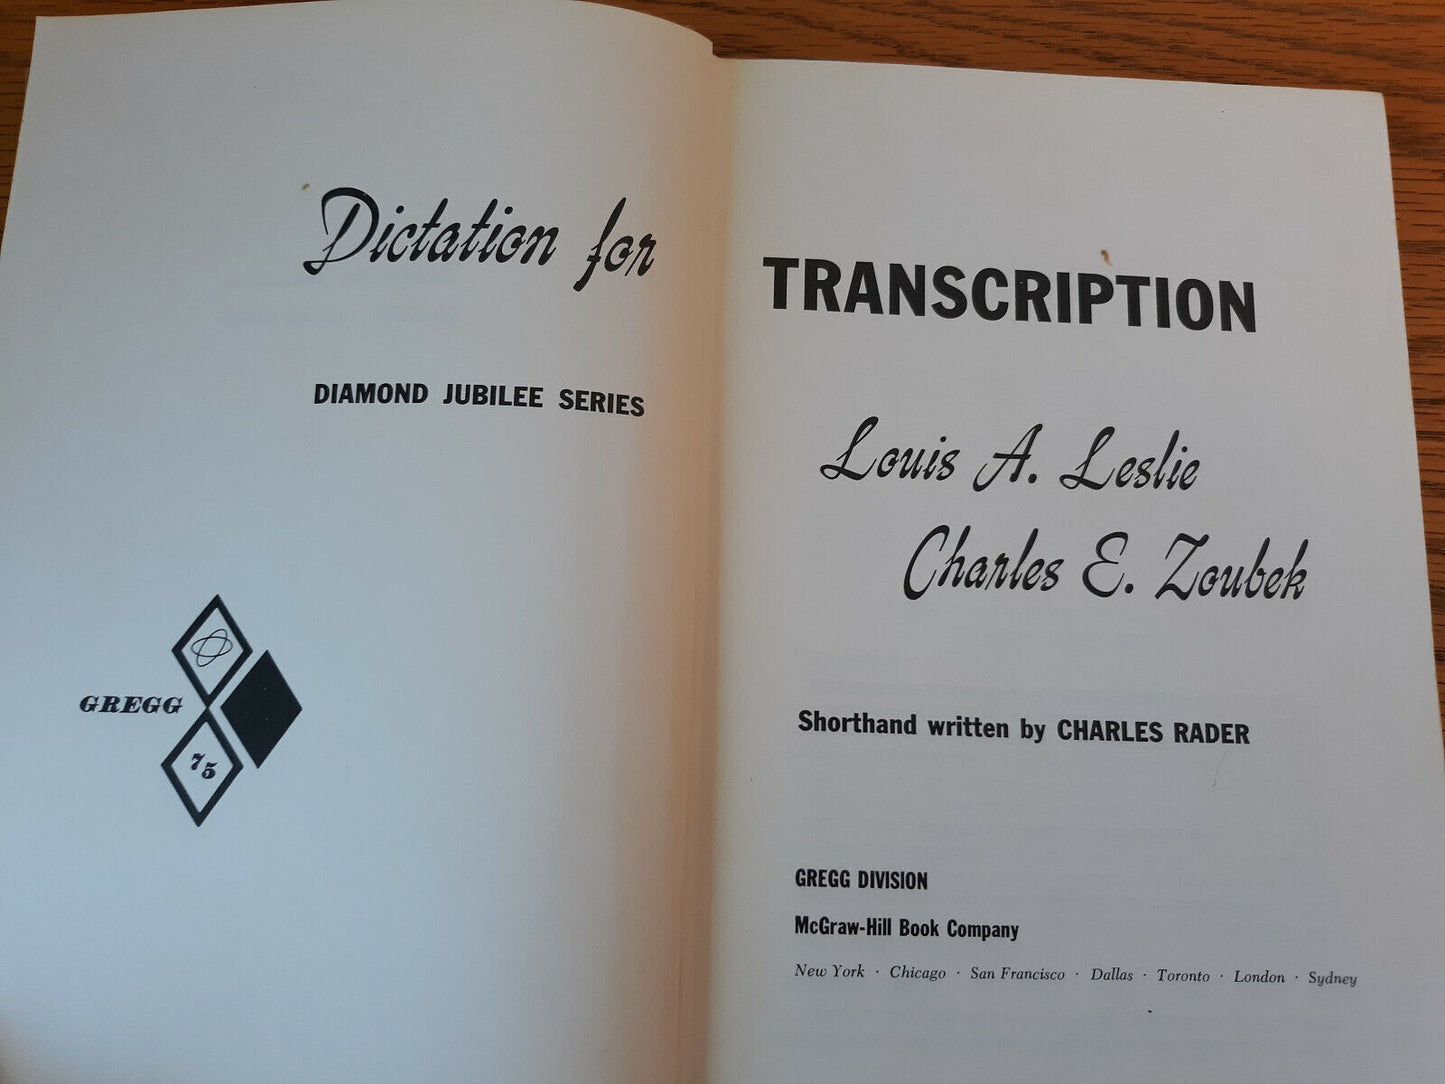 Dictation for TRANSCRIPTION
DIAMOND JUBILEE SERIES
GREGG
75
Louis A. Leslie
Charles E. Zoubek
Shorthand written by CHARLES RADER
GREGG DIVISION
McGraw-Hill Book Company
New York · Chicago · San Francisco · Dallas · Toronto · London · Sydney